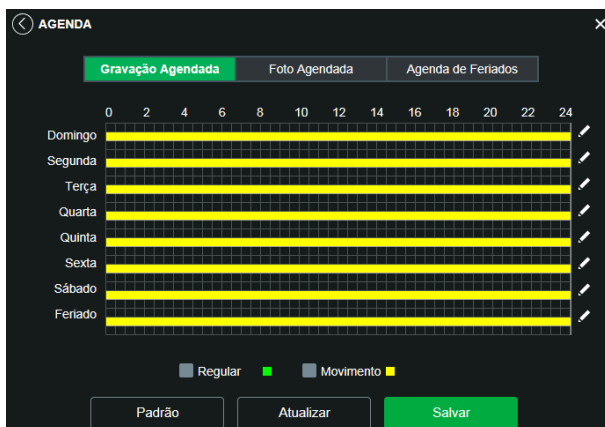 AGENDA
Gravação Agendada Foto Agendada Agenda de Feriados
0 2 4 6 8 10 12 14 16 18 20 22 24
Domingo
Segunda
Terça
Quarta
Quinta
Sexta
Sábado
Feriado
Regular Movimento
Padrão Atualizar Salvar